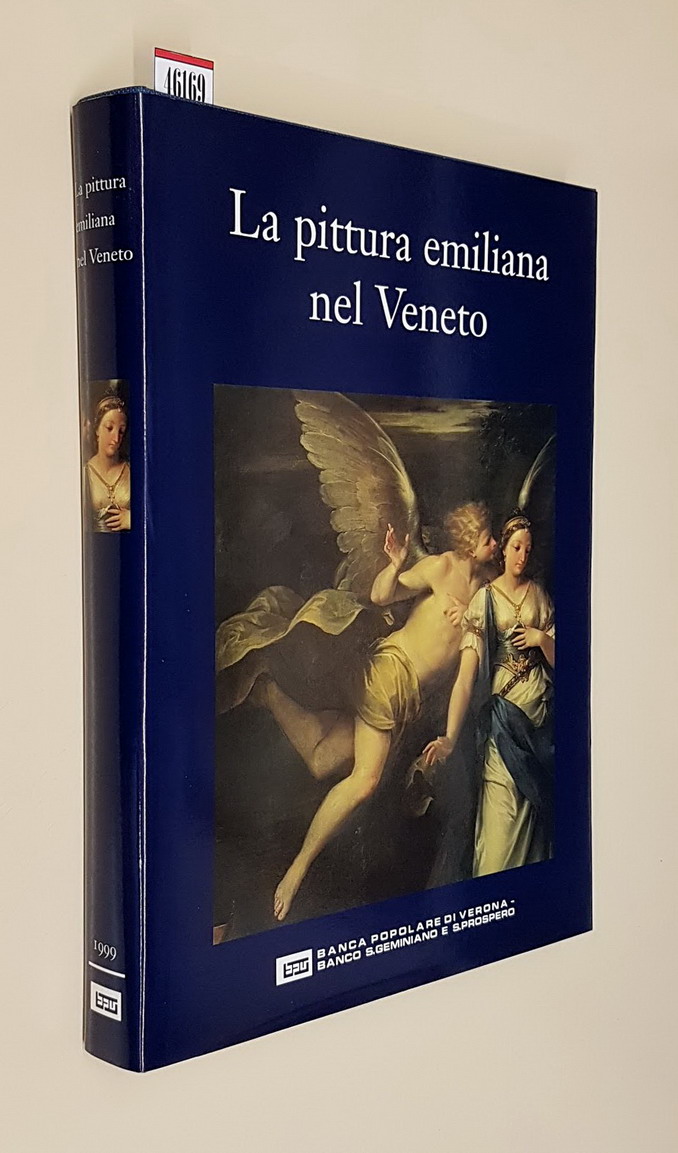 46169
La pittura
emiliana
nel Veneto
La pittura emiliana
nel Veneto
BANCA POPOLARE DI VERONA -
BANCO S.GEMINIANO E S.PROSPERO
bpv
1999
bpv